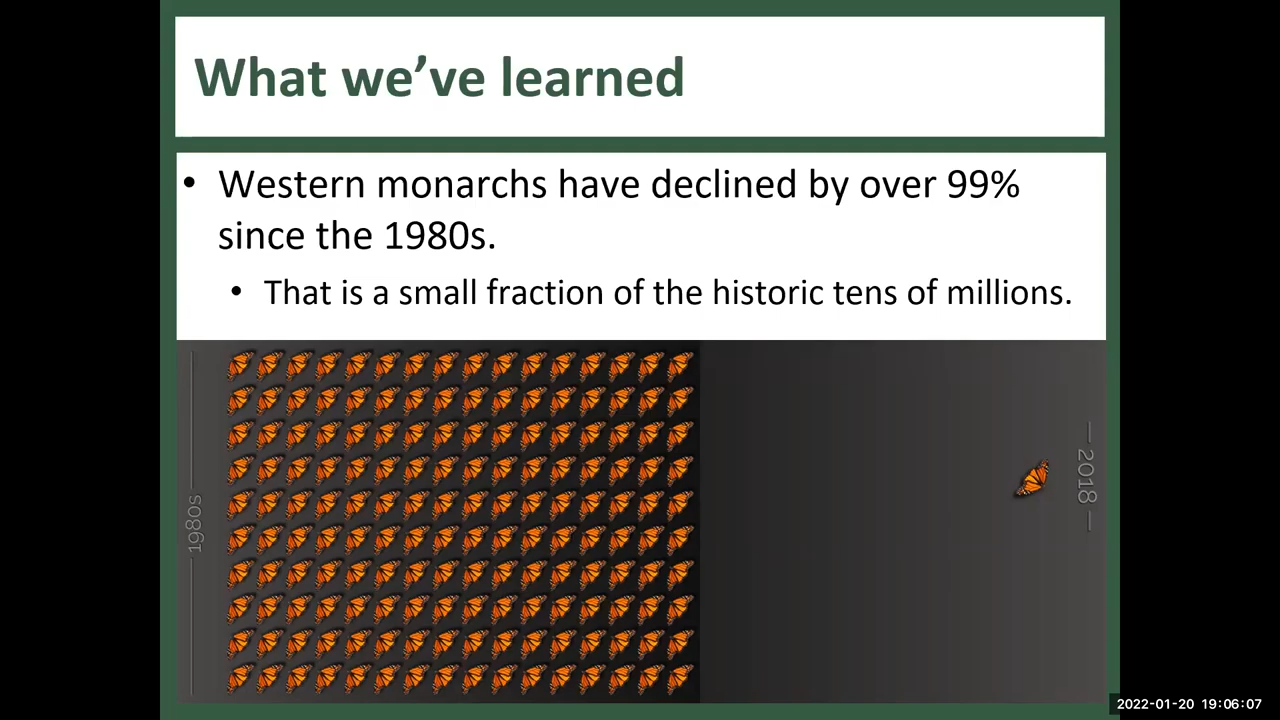 What we’ve learned
• Western monarchs have declined by over 99%
since the 1980s.
• That is a small fraction of the historic tens of millions.
1980s
— 2018 —
2022-01-20 19:06:07